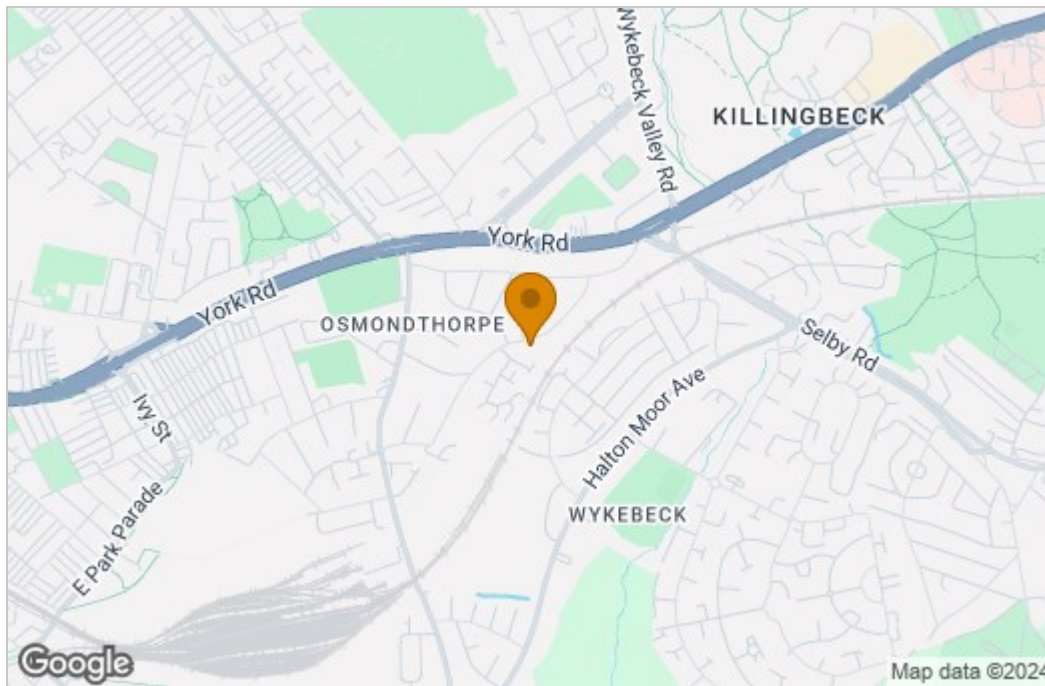 Wykebeck Valley Rd
KILLINGBECK
York Rd
York Rd
OSMONDTHORPE
Selby Rd
Ivy St
Halton Moor Ave
WYKEBECK
E Park Parade
Google
Map data ©2024